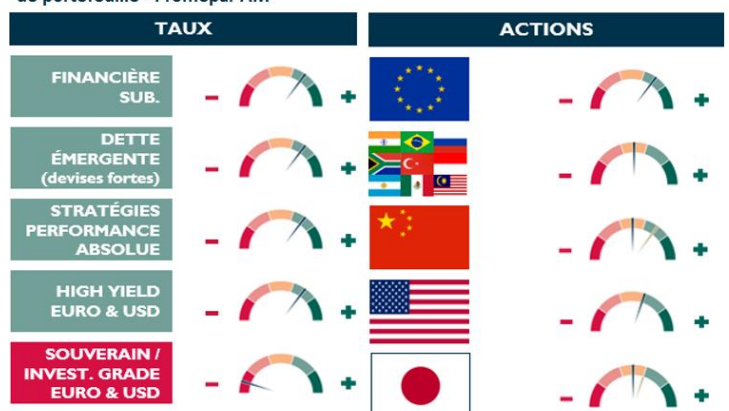 TAUX
ACTIONS
FINANCIÈRE
SUB.
DETTE
ÉMERGENTE
(devises fortes)
STRATÉGIES
PERFORMANCE
ABSOLUE
HIGH YIELD
EURO & USD
SOUVERAIN /
INVEST. GRADE
EURO & USD